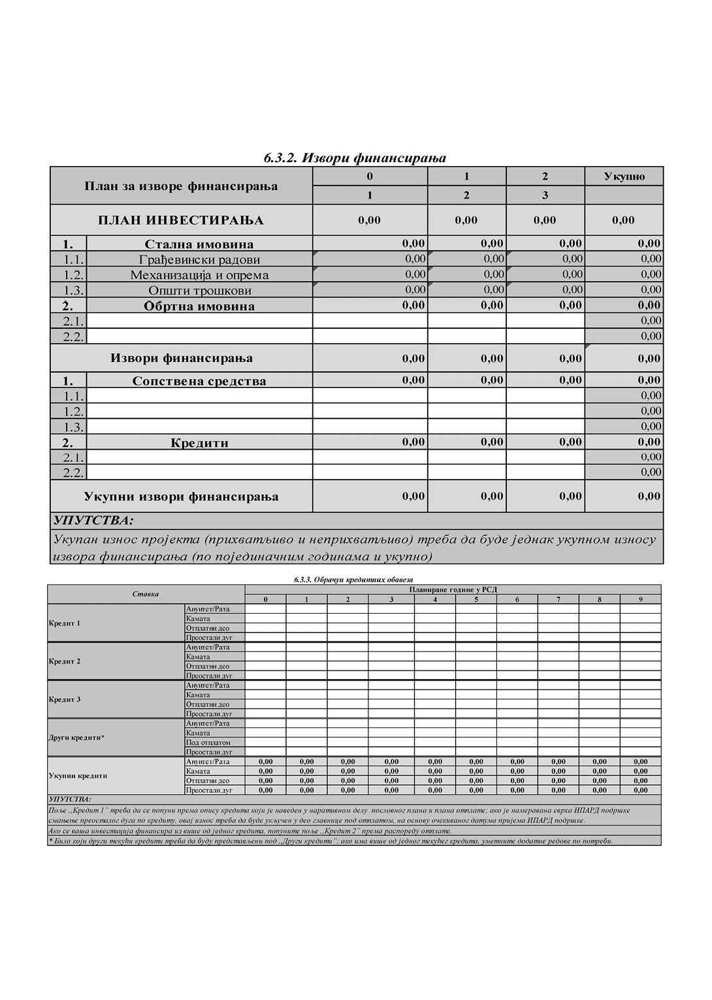 6.3.2. Извори финансирања
План за изворе финансирања 0 1 2 Укупно
1 2 3
ПЛАН ИНВЕСТИРАЊА 0,00 0,00 0,00 0,00
1. Стална имовина 0,00 0,00 0,00 0,00
1.1. Грађевински радови 0,00 0,00 0,00 0,00
1.2. Механизација и опрема 0,00 0,00 0,00 0,00
1.3. Општи трошкови 0,00 0,00 0,00 0,00
2. Обртна имовина 0,00 0,00 0,00 0,00
2.1. 0,00
2.2. 0,00
Извори финансирања 0,00 0,00 0,00 0,00
1. Сопствена средства 0,00 0,00 0,00 0,00
1.1. 0,00
1.2. 0,00
1.3. 0,00
2. Кредити 0,00 0,00 0,00 0,00
2.1. 0,00
2.2. 0,00
Укупни извори финансирања 0,00 0,00 0,00 0,00
УПУТСТВА:
Укупан износ пројекта (прихватљиво и неприхватљиво) треба да буде једнак укупном износу
извора финансирања (по појединачним годинама и укупно)
6.3.3. Обрачун кредитних обавеза
Ставка Планиране године у РСД
0 1 2 3 4 5 6 7 8 9
Кредит 1 Ануитет/Рата
Камата
Отплатни део
Преостали дуг
Кредит 2 Ануитет/Рата
Камата
Отплатни део
Преостали дуг
Кредит 3 Ануитет/Рата
Камата
Отплатни део
Преостали дуг
Други кредити* Ануитет/Рата
Камата
Под отплатом
Преостали дуг
Укупни кредити Ануитет/Рата 0,00 0,00 0,00 0,00 0,00 0,00 0,00 0,00 0,00 0,00
Камата 0,00 0,00 0,00 0,00 0,00 0,00 0,00 0,00 0,00 0,00
Отплатни део 0,00 0,00 0,00 0,00 0,00 0,00 0,00 0,00 0,00 0,00
Преостали дуг 0,00 0,00 0,00 0,00 0,00 0,00 0,00 0,00 0,00 0,00
УПУТСТВА:
Поље ,,Кредит 1” треба да се попуни према опису кредита који је наведен у наративном делу пословног плана и плана отплате; ако је намеравана сврха ИПАРД подршке
смањење преосталог дуга по кредиту, овај износ треба да буде укључен у део главнице под отплатом, на основу очекиваног датума пријема ИПАРД подршке.
Ако се ваша инвестиција финансира из више од једног кредита, попуните поље ,,Кредит 2” према распореду отплате.
* Било који други текући кредити треба да буду представљени под ,,Други кредити”; ако има више од једног текућег кредита, уметните додатне редове по потреби.